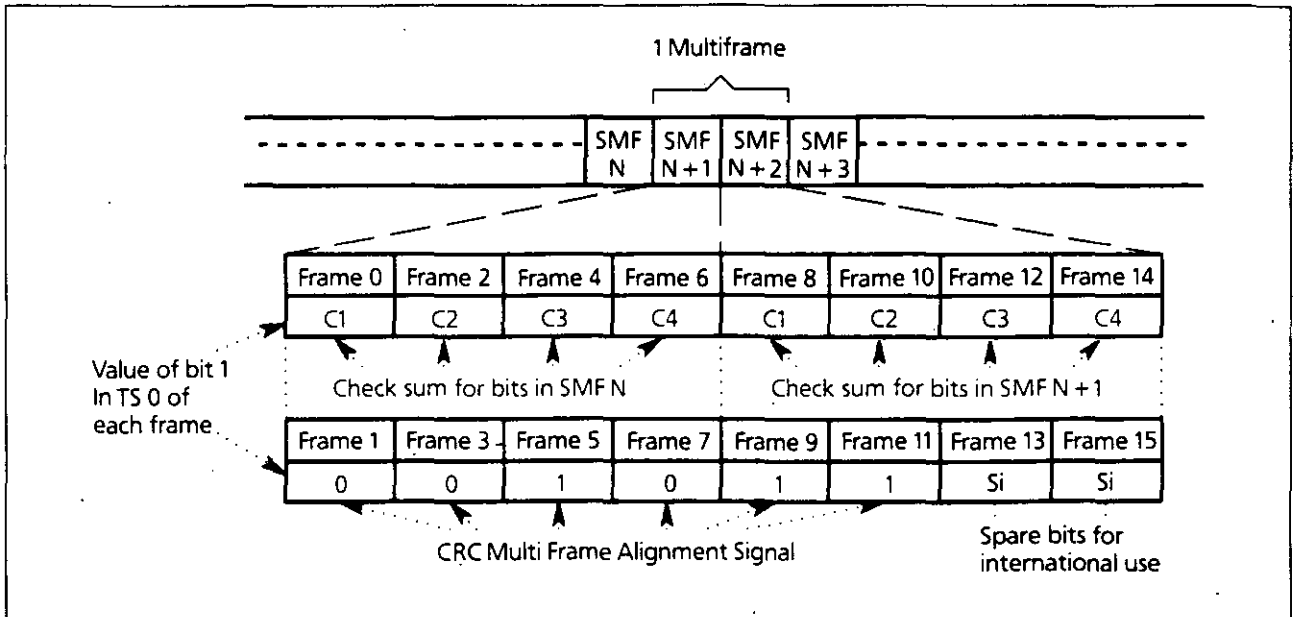 1 Multiframe
SMF N SMF N + 1 SMF N + 2 SMF N + 3
Frame 0 Frame 2 Frame 4 Frame 6 Frame 8 Frame 10 Frame 12 Frame 14
C1 C2 C3 C4 C1 C2 C3 C4
Value of bit 1
In TS 0 of
each frame
Check sum for bits in SMF N Check sum for bits in SMF N + 1
Frame 1 Frame 3 Frame 5 Frame 7 Frame 9 Frame 11 Frame 13 Frame 15
0 0 1 0 1 1 Si Si
CRC Multi Frame Alignment Signal
Spare bits for
international use